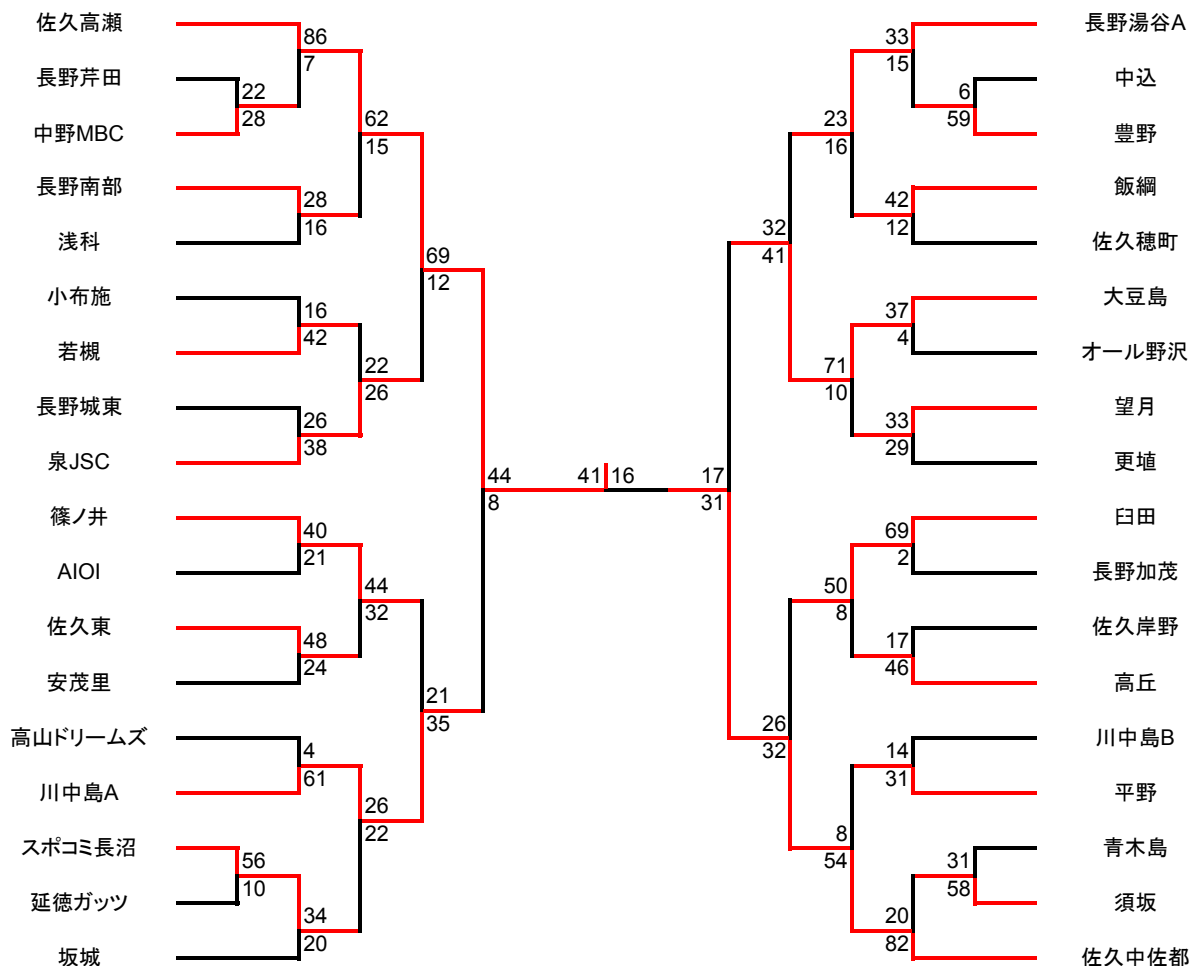 佐久高瀬
長野芹田
中野MBC
長野南部
浅科
小布施
若槻
長野城東
泉JSC
篠ノ井
AIOI
佐久東
安茂里
高山ドリームズ
川中島A
スポコミ長沼
延徳ガッツ
坂城
86
7
22
28
28
16
16
42
26
38
40
21
48
24
4
61
56
10
34
20
62
15
22
26
44
32
26
22
69
12
21
35
44
8
41 16
17
31
32
41
26
32
23
16
71
10
50
8
8
54
33
15
6
59
42
12
37
4
33
29
69
2
17
46
14
31
31
58
20
82
長野湯谷A
中込
豊野
飯綱
佐久穂町
大豆島
オール野沢
望月
更埴
臼田
長野加茂
佐久岸野
高丘
川中島B
平野
青木島
須坂
佐久中佐都